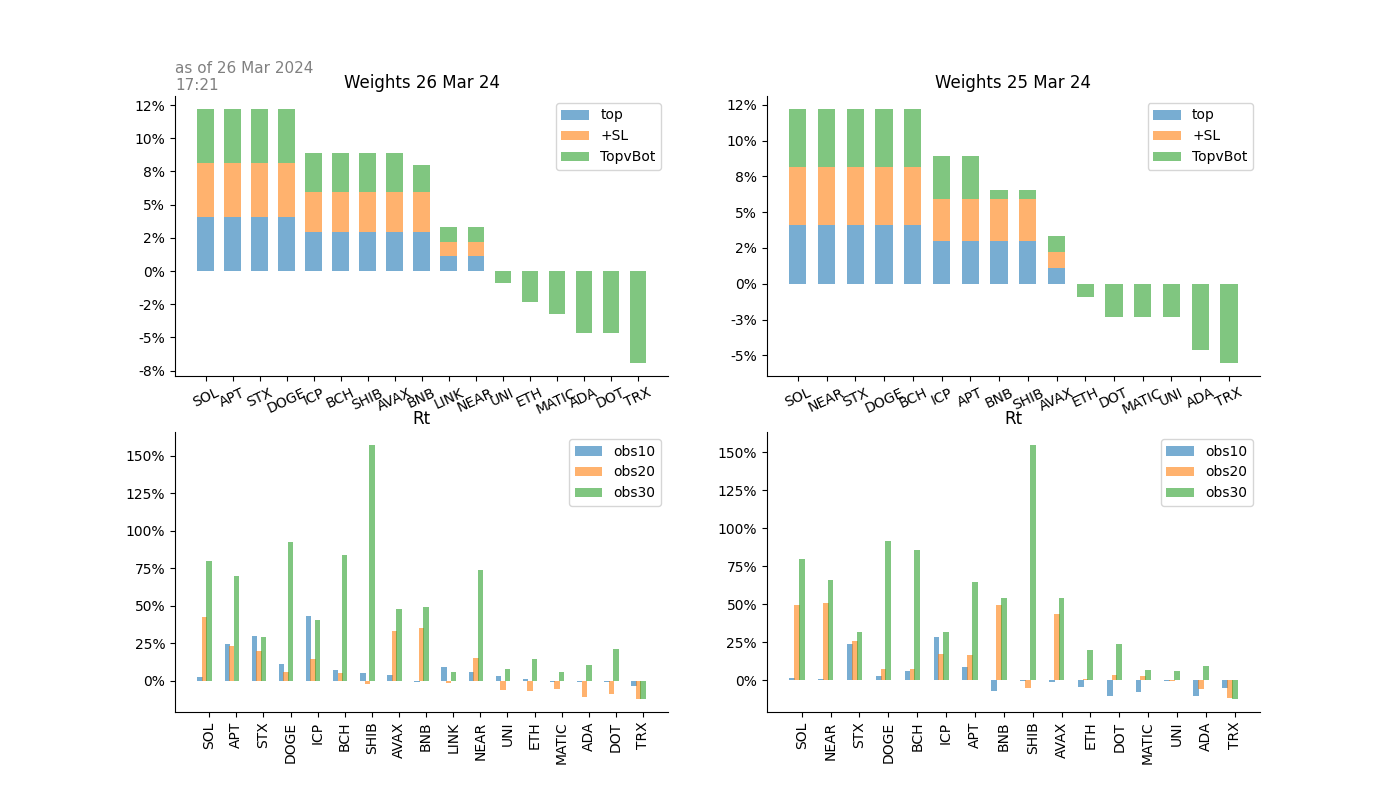 as of 26 Mar 2024
17:21
Weights 26 Mar 24
12%
10%
8%
5%
2%
0%
-2%
-5%
-8%
top
+SL
TopvBot
SOL APT STX DOGE ICP BCH SHIB AVAX BNB LINK NEAR UNI ETH MATIC ADA DOT TRX
Weights 25 Mar 24
12%
10%
8%
5%
2%
0%
-3%
-5%
top
+SL
TopvBot
SOL NEAR STX DOGE BCH ICP APT BNB SHIB AVAX ETH DOT MATIC UNI ADA TRX
Rt
150%
125%
100%
75%
50%
25%
0%
obs10
obs20
obs30
SOL APT STX DOGE ICP BCH SHIB AVAX BNB LINK NEAR UNI ETH MATIC ADA DOT TRX
Rt
150%
125%
100%
75%
50%
25%
0%
obs10
obs20
obs30
SOL NEAR STX DOGE BCH ICP APT BNB SHIB AVAX ETH DOT MATIC UNI ADA TRX